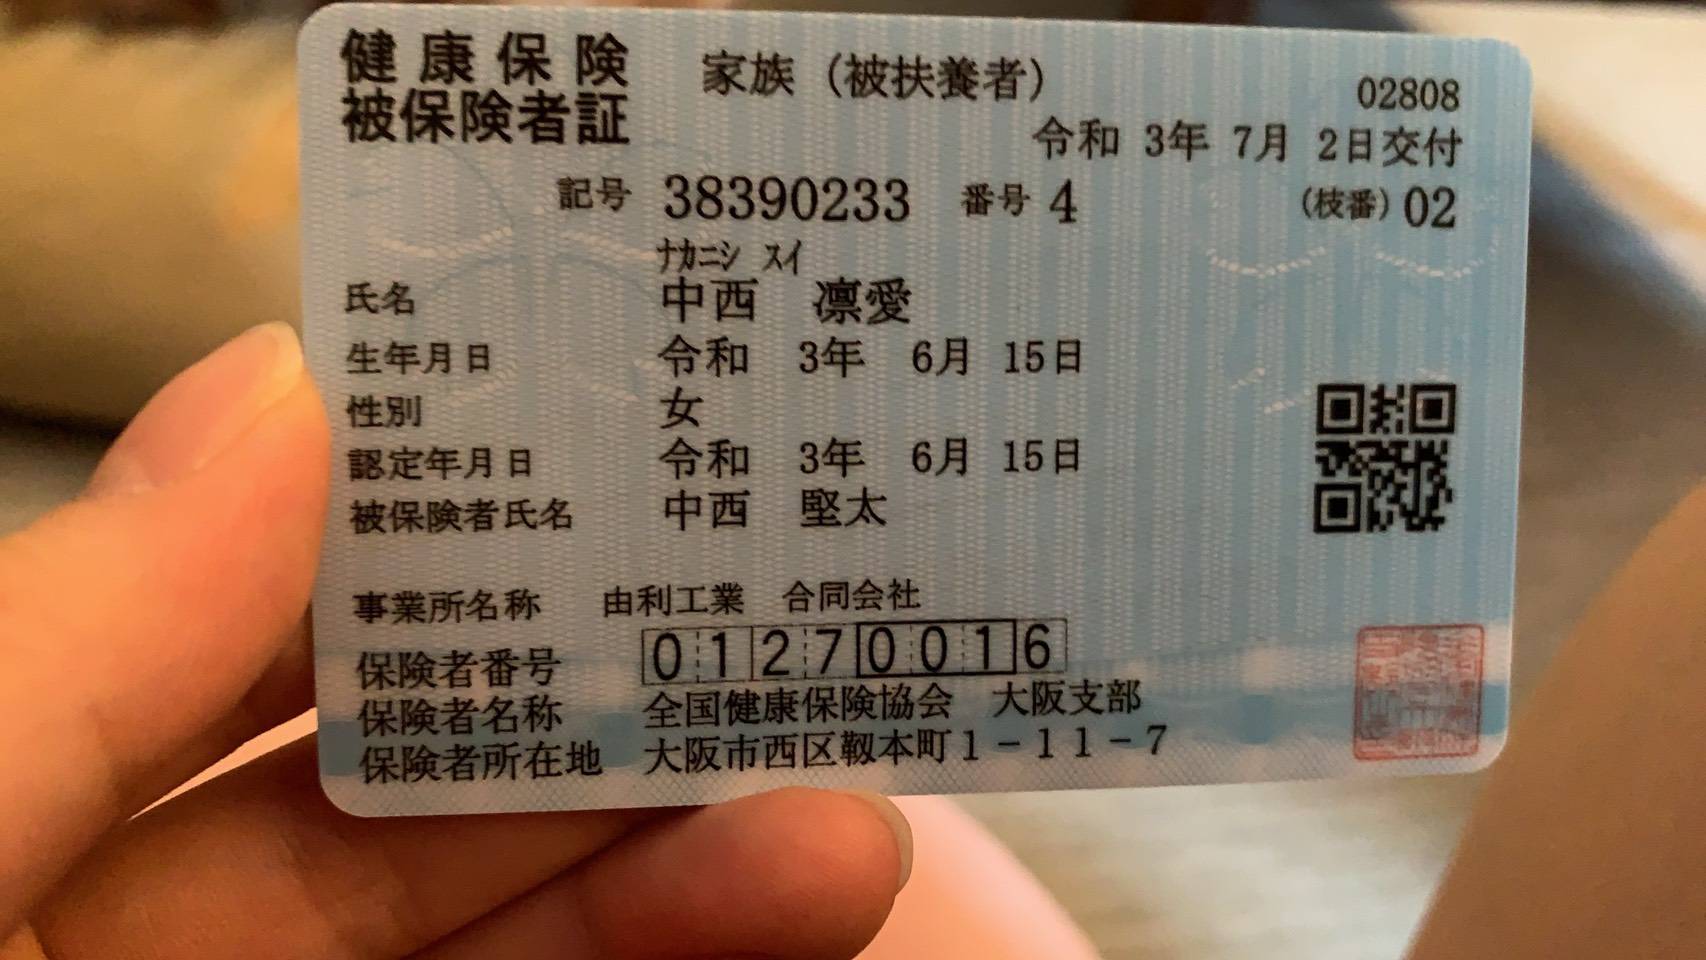 健康保険 家族（被扶養者） 02808
被保険者証 令和 3年 7月 2日交付
記号 38390233 番号 4 （枝番）02
ﾅｶﾆｼ ｽｲ
氏名 中西 凛愛
生年月日 令和 3年 6月 15日
性別 女
認定年月日 令和 3年 6月 15日
被保険者氏名 中西 堅太
事業所名称 由利工業 合同会社
保険者番号 01270016
保険者名称 全国健康保険協会 大阪支部
保険者所在地 大阪市西区靱本町1－11－7